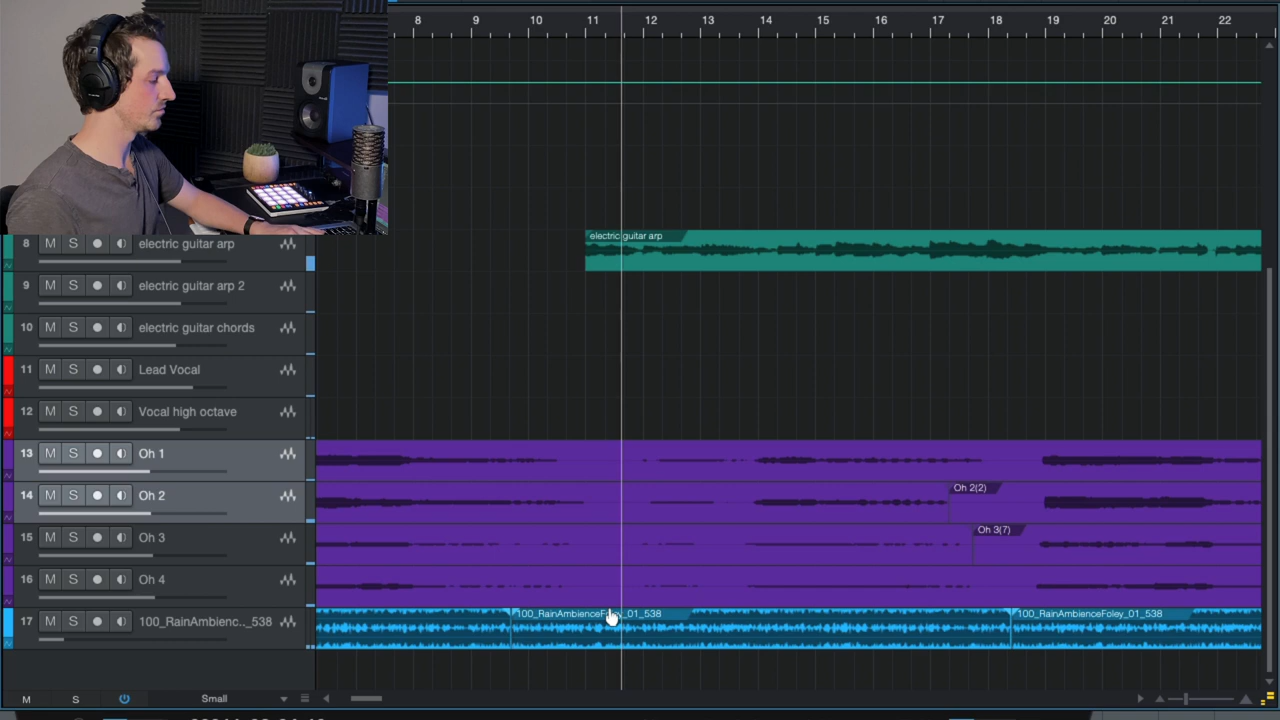 8 9 10 11 12 13 14 15 16 17 18 19 20 21 22
8 M S electric guitar arp
electric guitar arp
9 M S electric guitar arp 2
10 M S electric guitar chords
11 M S Lead Vocal
12 M S Vocal high octave
13 M S Oh 1
14 M S Oh 2
Oh 2(2)
15 M S Oh 3
Oh 3(7)
16 M S Oh 4
17 M S 100_RainAmbienc.._538
100_RainAmbienceFoley_01_538
100_RainAmbienceFoley_01_538
M S Small